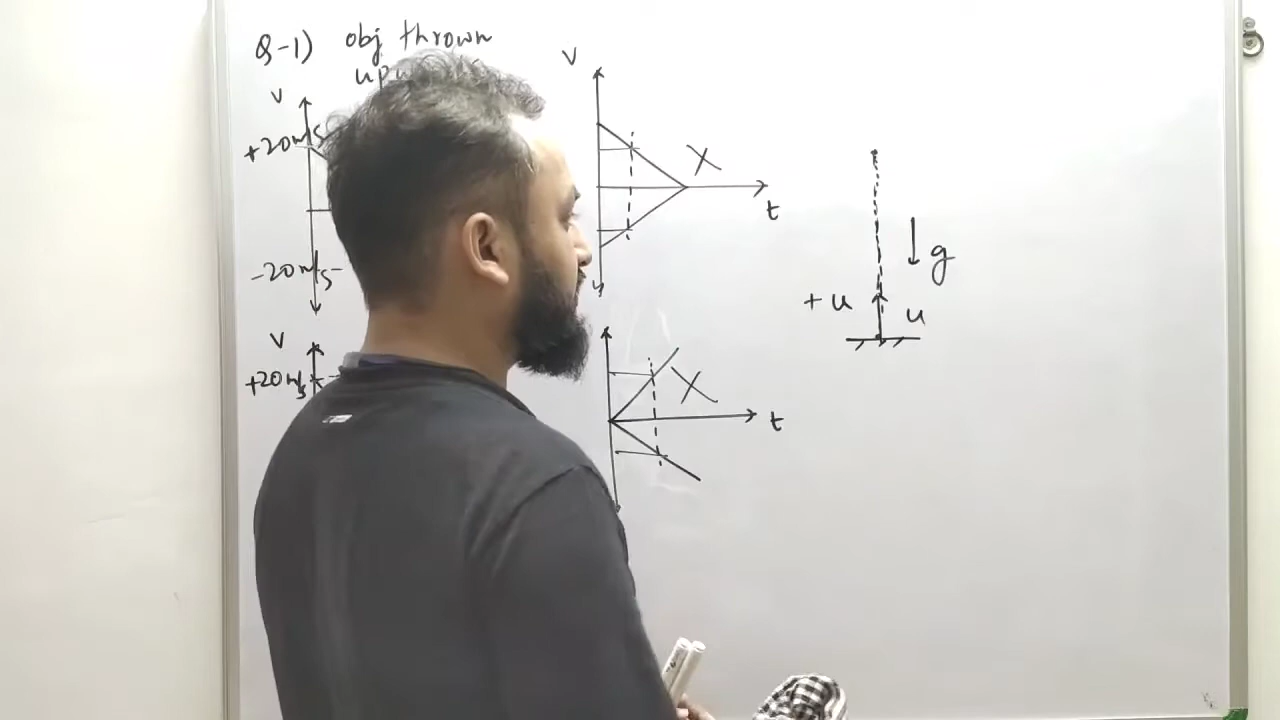 Q-1) obj thrown
v
+20m/s
-20m/s
v
+20m/s
v
X
t
X
t
g
+u
u